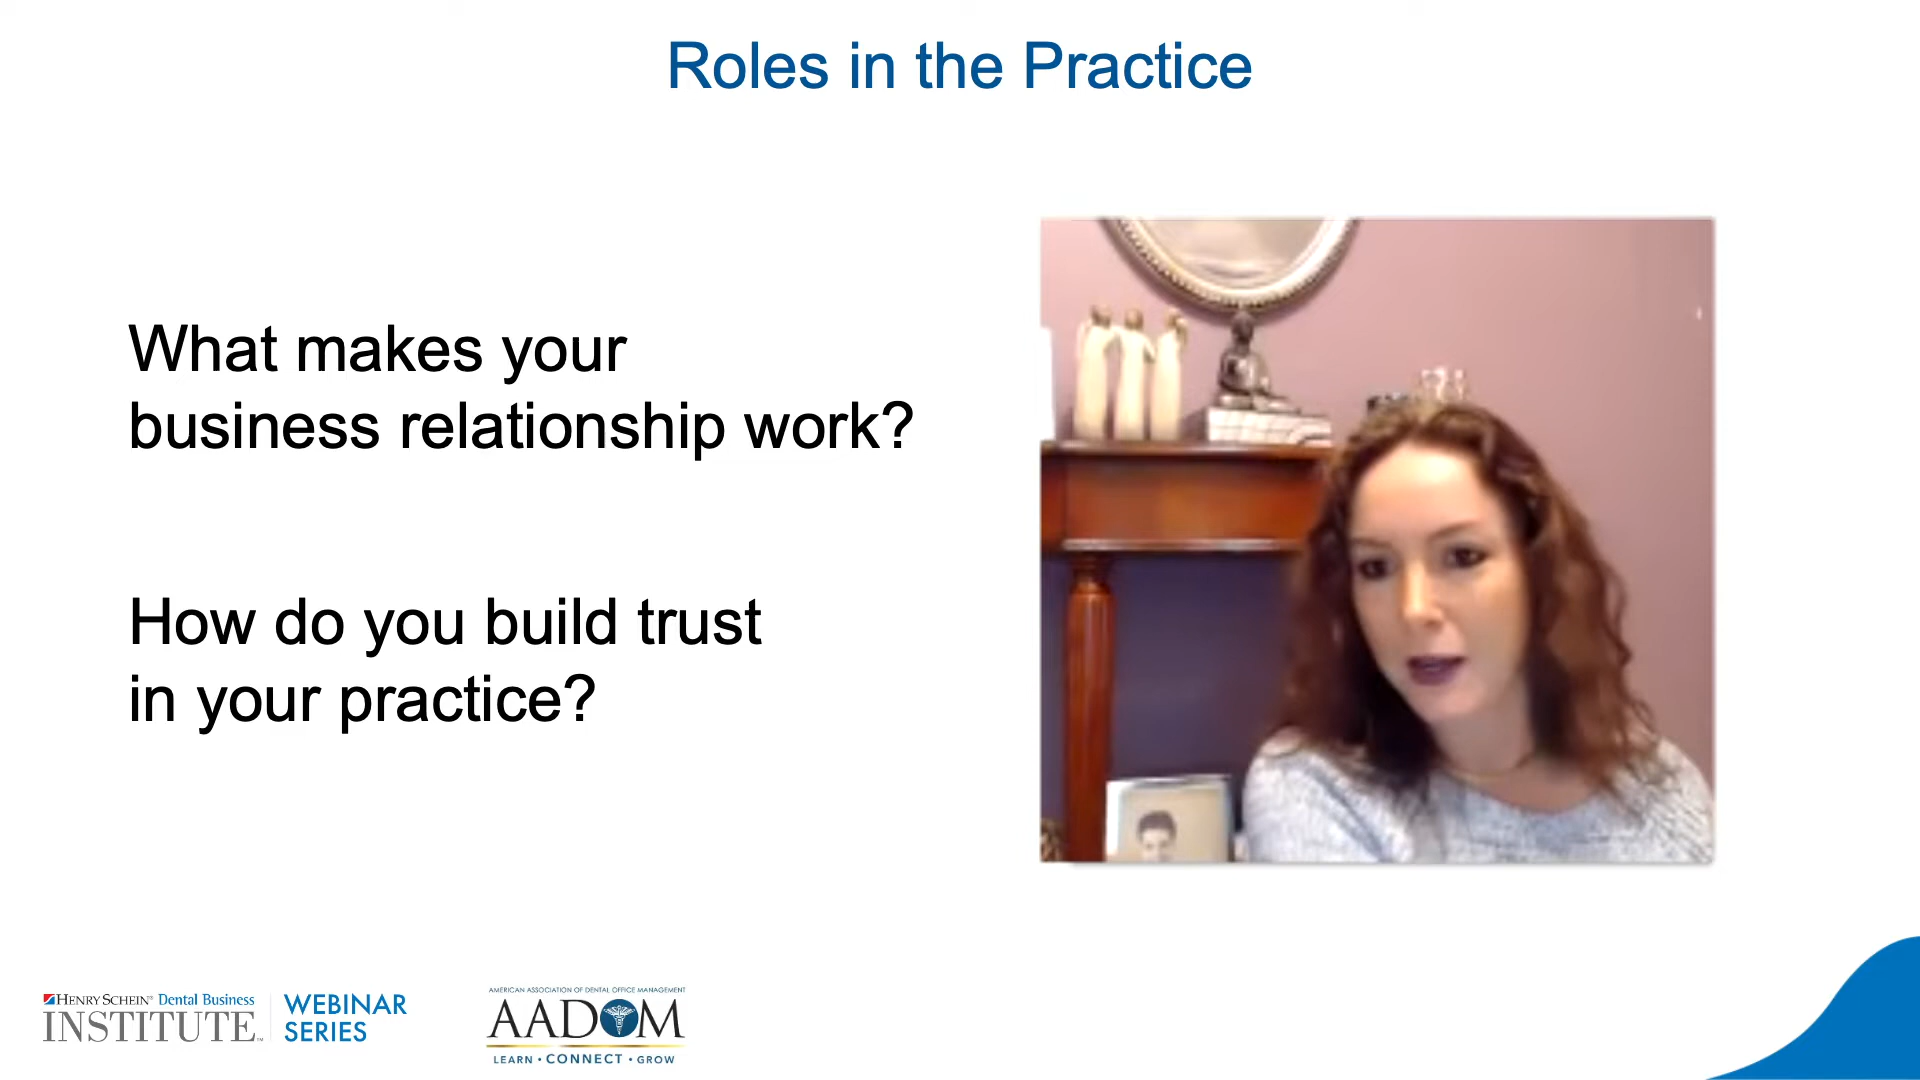 Roles in the Practice
What makes your
business relationship work?
How do you build trust
in your practice?
HENRY SCHEIN® Dental Business
INSTITUTE™
WEBINAR
SERIES
AMERICAN ASSOCIATION OF DENTAL OFFICE MANAGEMENT
AADOM
LEARN • CONNECT • GROW